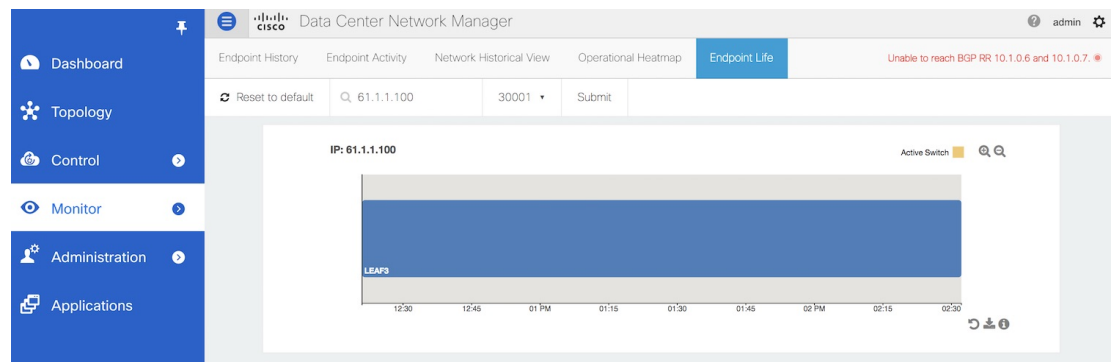 cisco Data Center Network Manager
admin
Dashboard
Topology
Control
Monitor
Administration
Applications
Endpoint History Endpoint Activity Network Historical View Operational Heatmap Endpoint Life
Unable to reach BGP RR 10.1.0.6 and 10.1.0.7.
Reset to default 61.1.1.100 30001 Submit
IP: 61.1.1.100
Active Switch
LEAF3
12:30 12:45 01 PM 01:15 01:30 01:45 02 PM 02:15 02:30